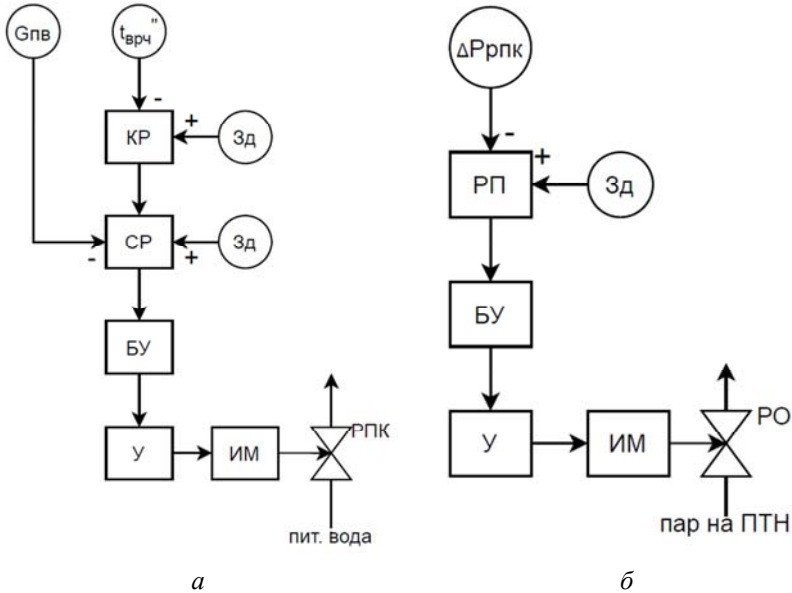 Gпв
tврч"
-
+
КР
Зд
СР
Зд
-
+
БУ
У
ИМ
РПК
пит. вода
а
ΔPрпк
-
+
РП
Зд
БУ
У
ИМ
РО
пар на ПТН
б